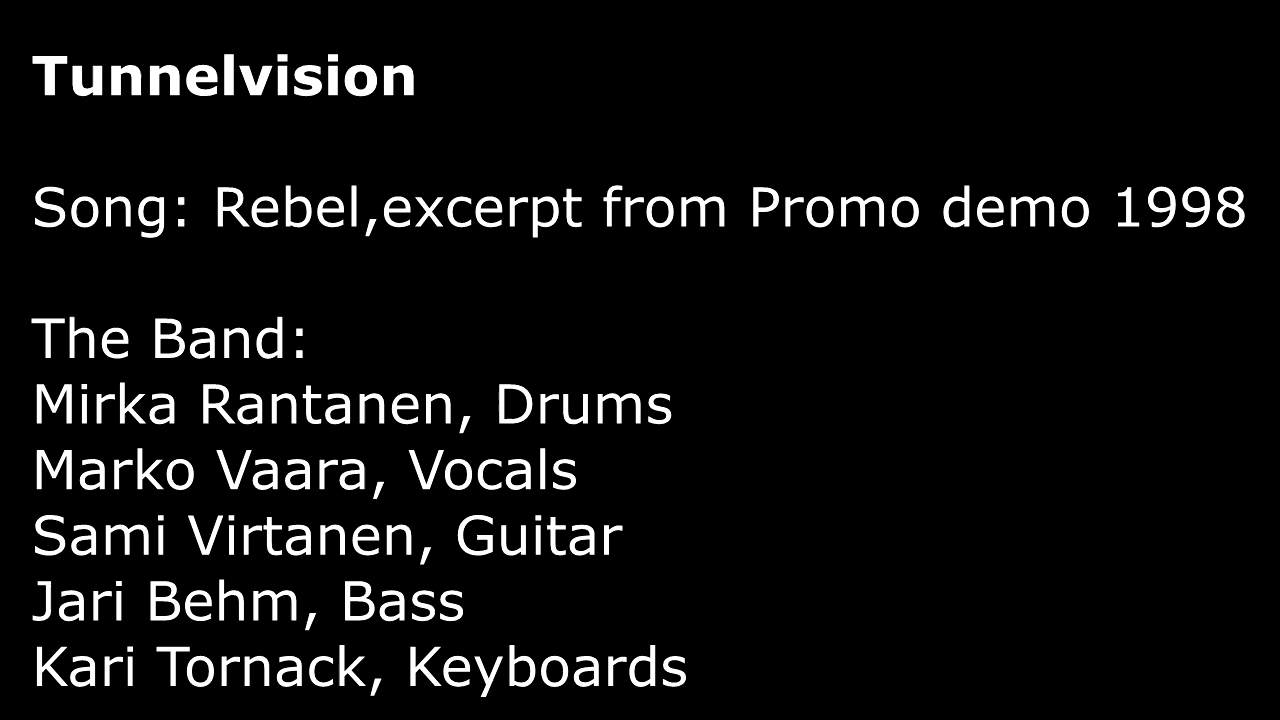 Tunnelvision
Song: Rebel,excerpt from Promo demo 1998
The Band:
Mirka Rantanen, Drums
Marko Vaara, Vocals
Sami Virtanen, Guitar
Jari Behm, Bass
Kari Tornack, Keyboards